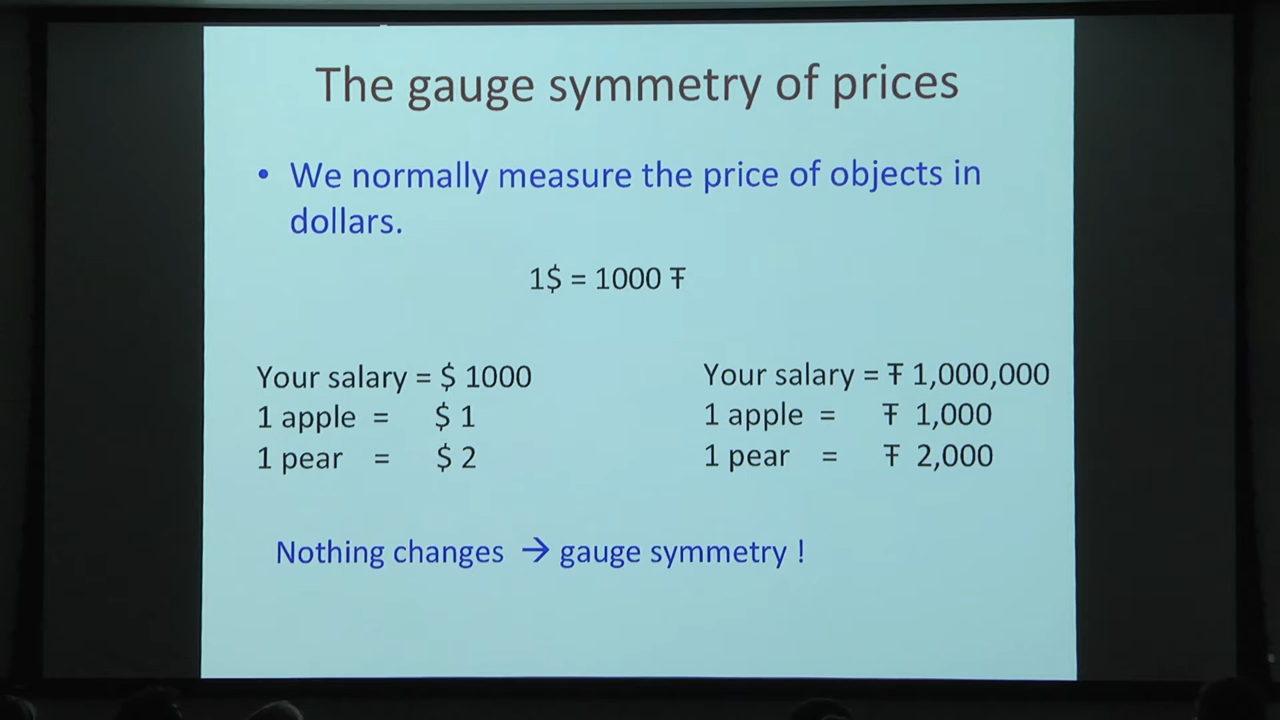 The gauge symmetry of prices
• We normally measure the price of objects in
dollars.
1$ = 1000 Ŧ
Your salary = $ 1000
1 apple = $ 1
1 pear = $ 2
Your salary = Ŧ 1,000,000
1 apple = Ŧ 1,000
1 pear = Ŧ 2,000
Nothing changes → gauge symmetry !